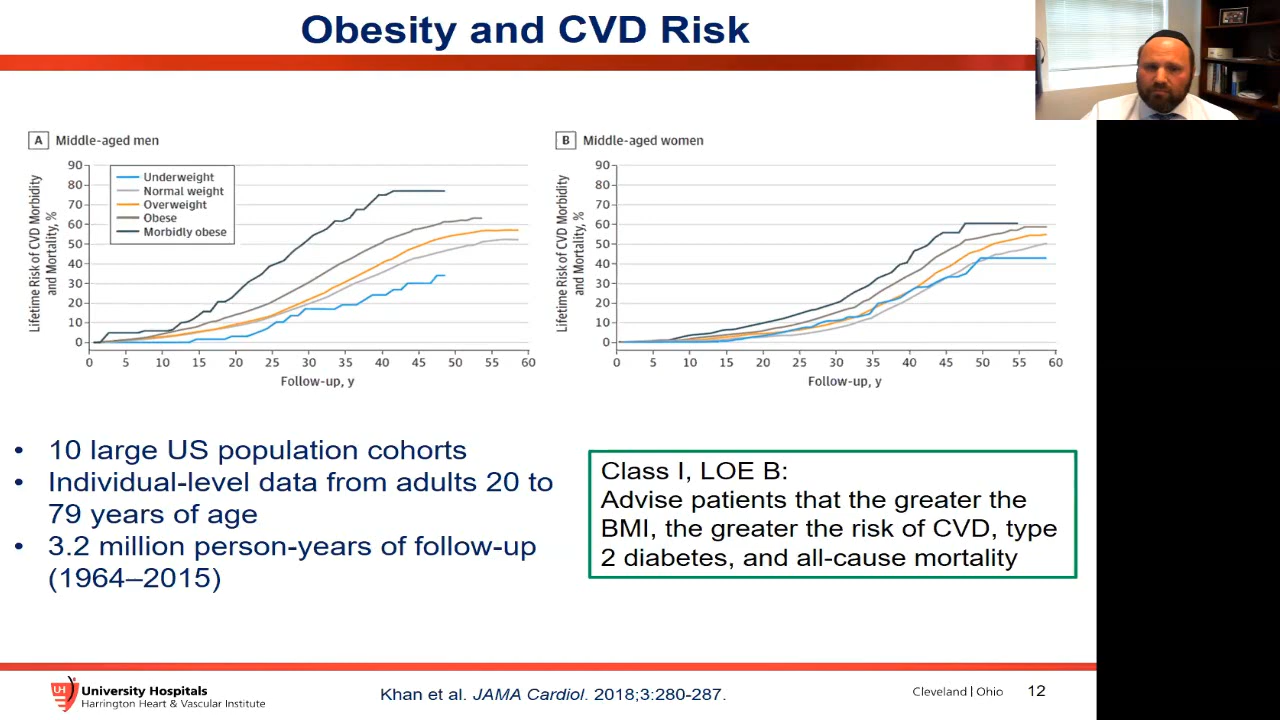 Obesity and CVD Risk
A Middle-aged men
Lifetime Risk of CVD Morbidity
and Mortality, %
90
80
70
60
50
40
30
20
10
0
Underweight
Normal weight
Overweight
Obese
Morbidly obese
0 5 10 15 20 25 30 35 40 45 50 55 60
Follow-up, y
B Middle-aged women
Lifetime Risk of CVD Morbidity
and Mortality, %
90
80
70
60
50
40
30
20
10
0
0 5 10 15 20 25 30 35 40 45 50 55 60
Follow-up, y
• 10 large US population cohorts
• Individual-level data from adults 20 to
79 years of age
• 3.2 million person-years of follow-up
(1964–2015)
Class I, LOE B:
Advise patients that the greater the
BMI, the greater the risk of CVD, type
2 diabetes, and all-cause mortality
UH
University Hospitals
Harrington Heart & Vascular Institute
Khan et al. JAMA Cardiol. 2018;3:280-287.
Cleveland | Ohio 12